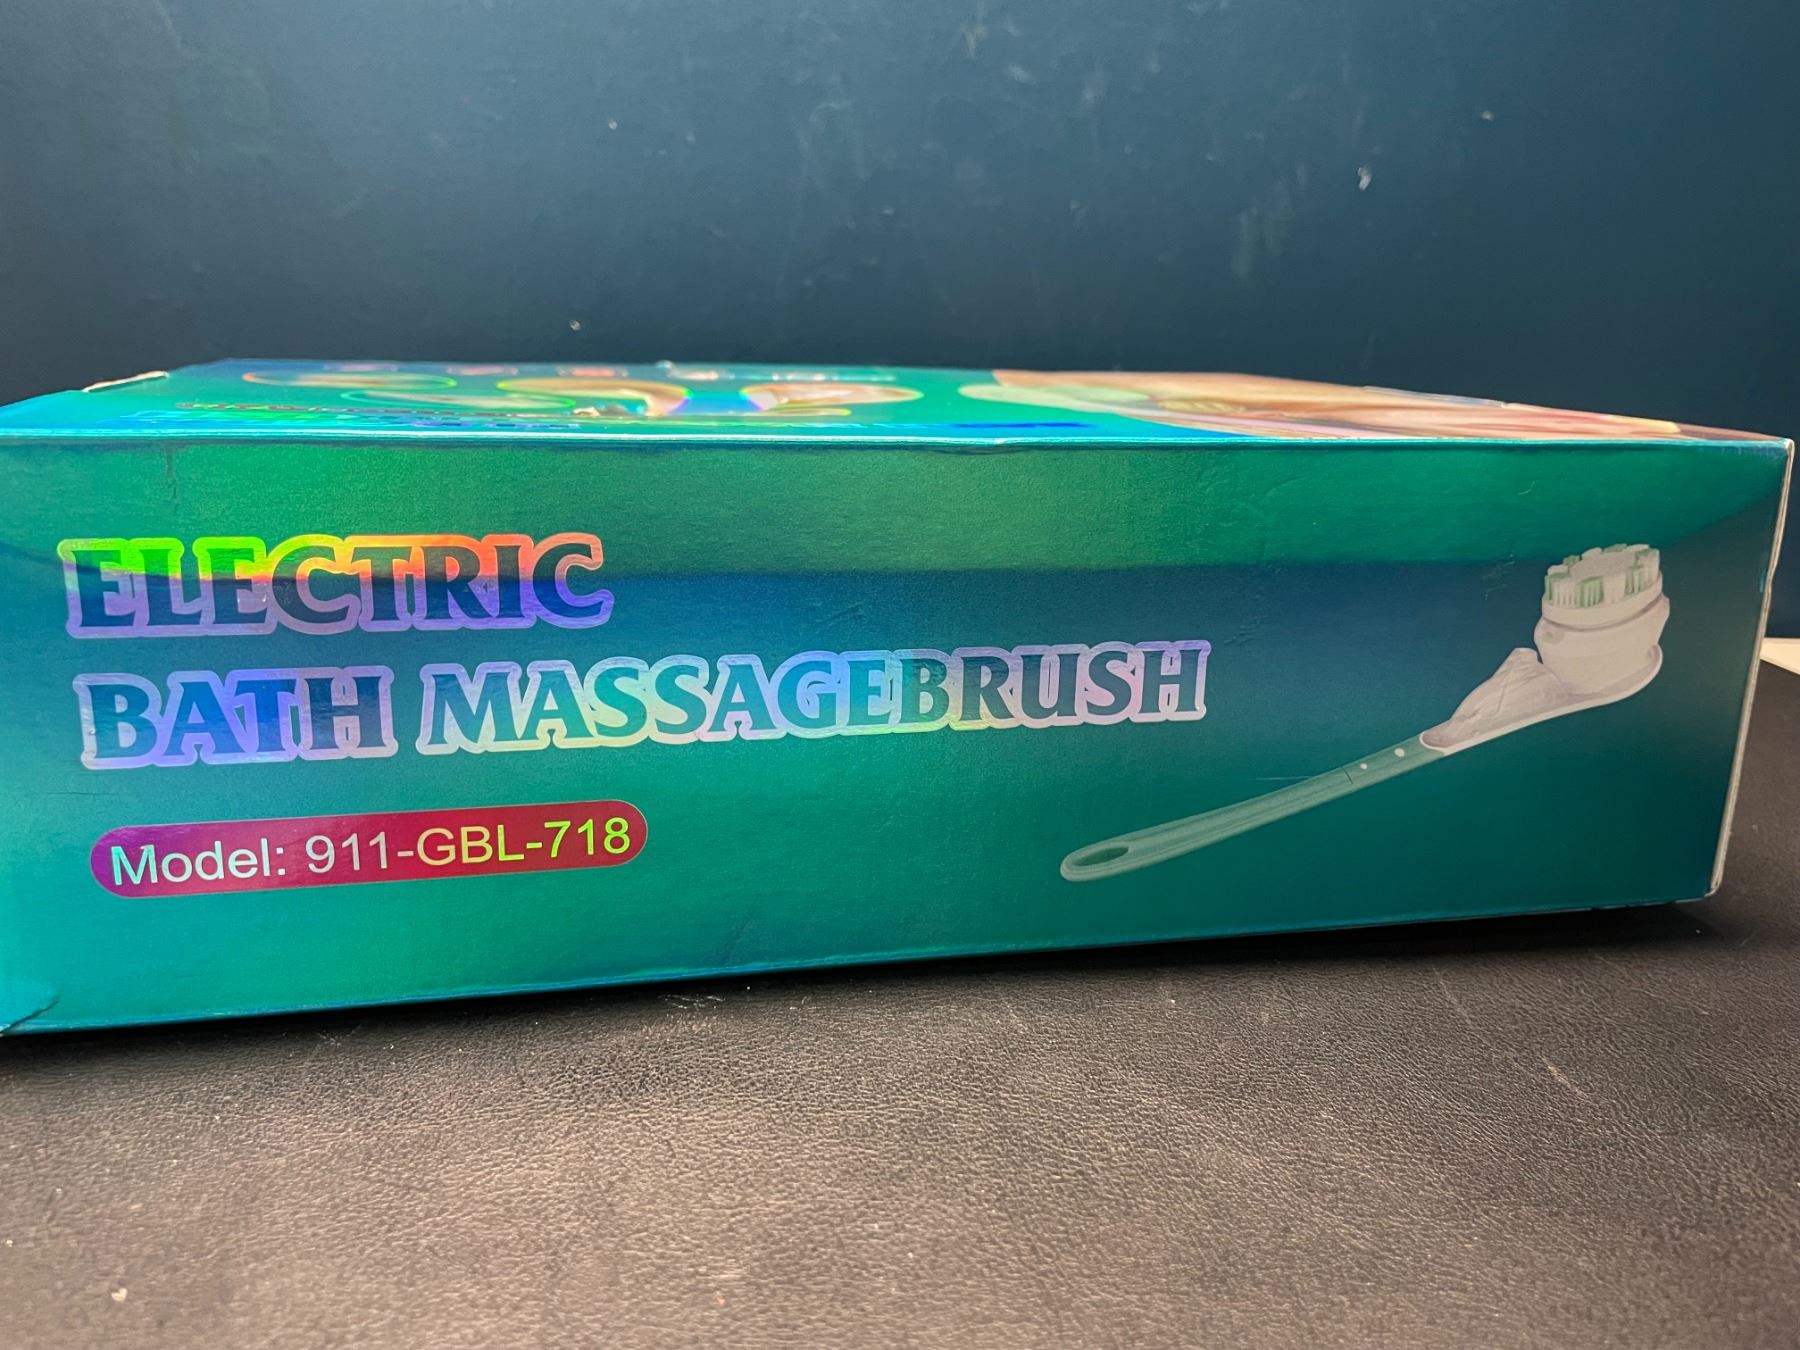 ELECTRIC
BATH MASSAGEBRUSH
Model: 911-GBL-718